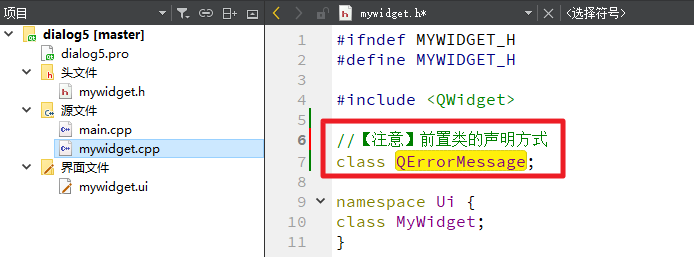 项目
mywidget.h*
<选择符号>
dialog5 [master]
dialog5.pro
头文件
mywidget.h
源文件
main.cpp
mywidget.cpp
界面文件
mywidget.ui
1 #ifndef MYWIDGET_H
2 #define MYWIDGET_H
3
4 #include <QWidget>
5
6 //【注意】前置类的声明方式
7 class QErrorMessage;
8
9 namespace Ui {
10 class MyWidget;
11 }